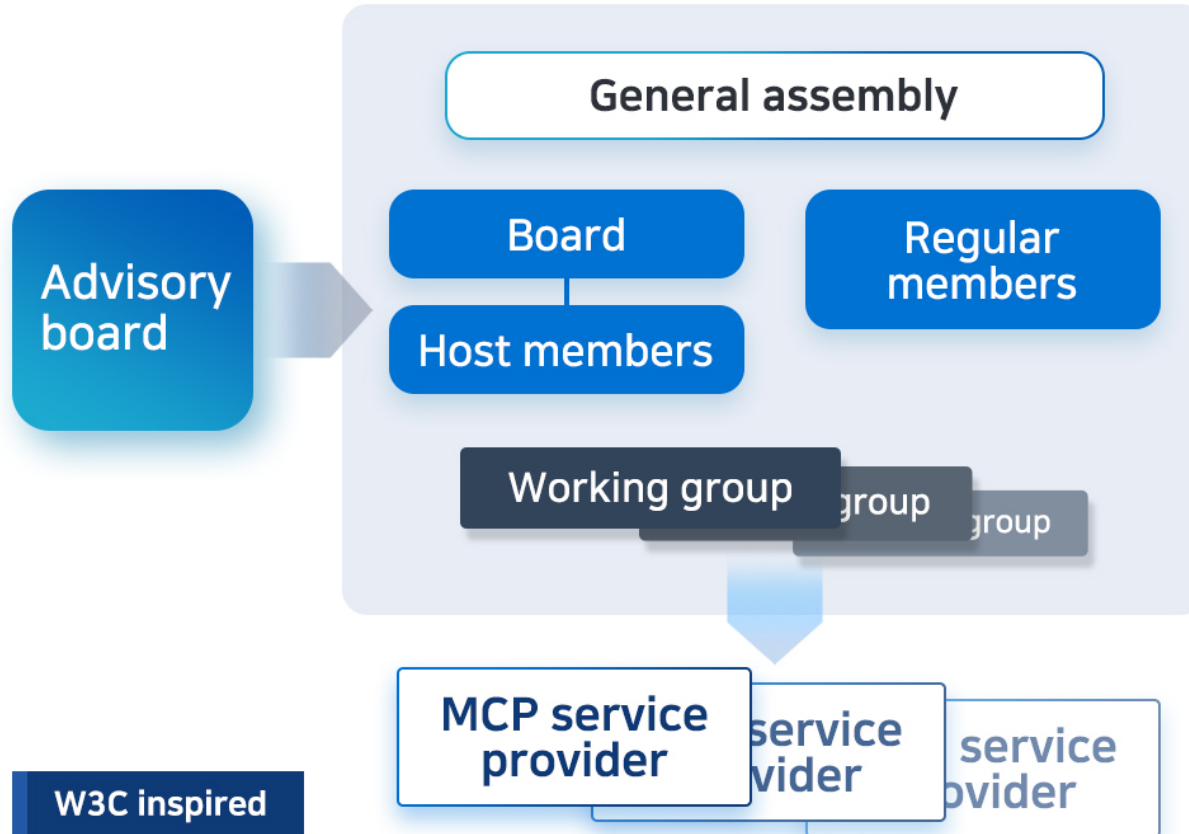 General assembly
Advisory
board
Board
Host members
Regular
members
Working group
group
group
MCP service
provider
service
vider
service
ovider
W3C inspired